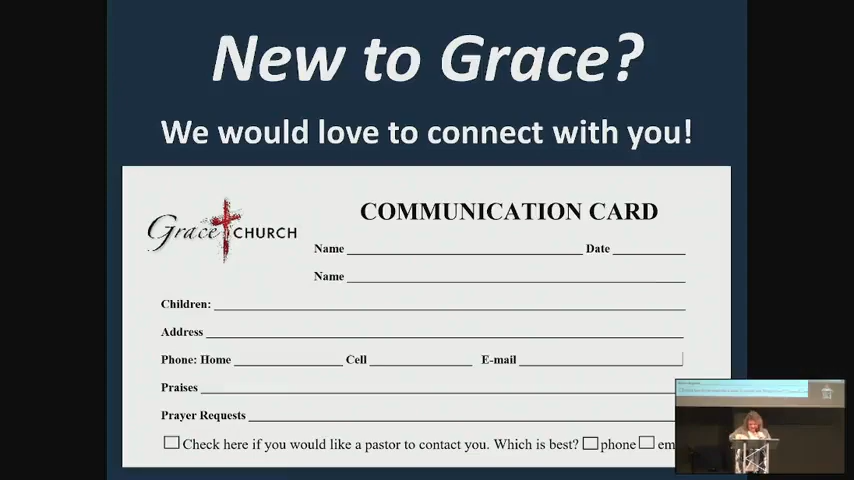 New to Grace?
We would love to connect with you!
Grace CHURCH
COMMUNICATION CARD
Name Date
Name
Children:
Address
Phone: Home Cell E-mail
Praises
Prayer Requests
Check here if you would like a pastor to contact you. Which is best? phone em